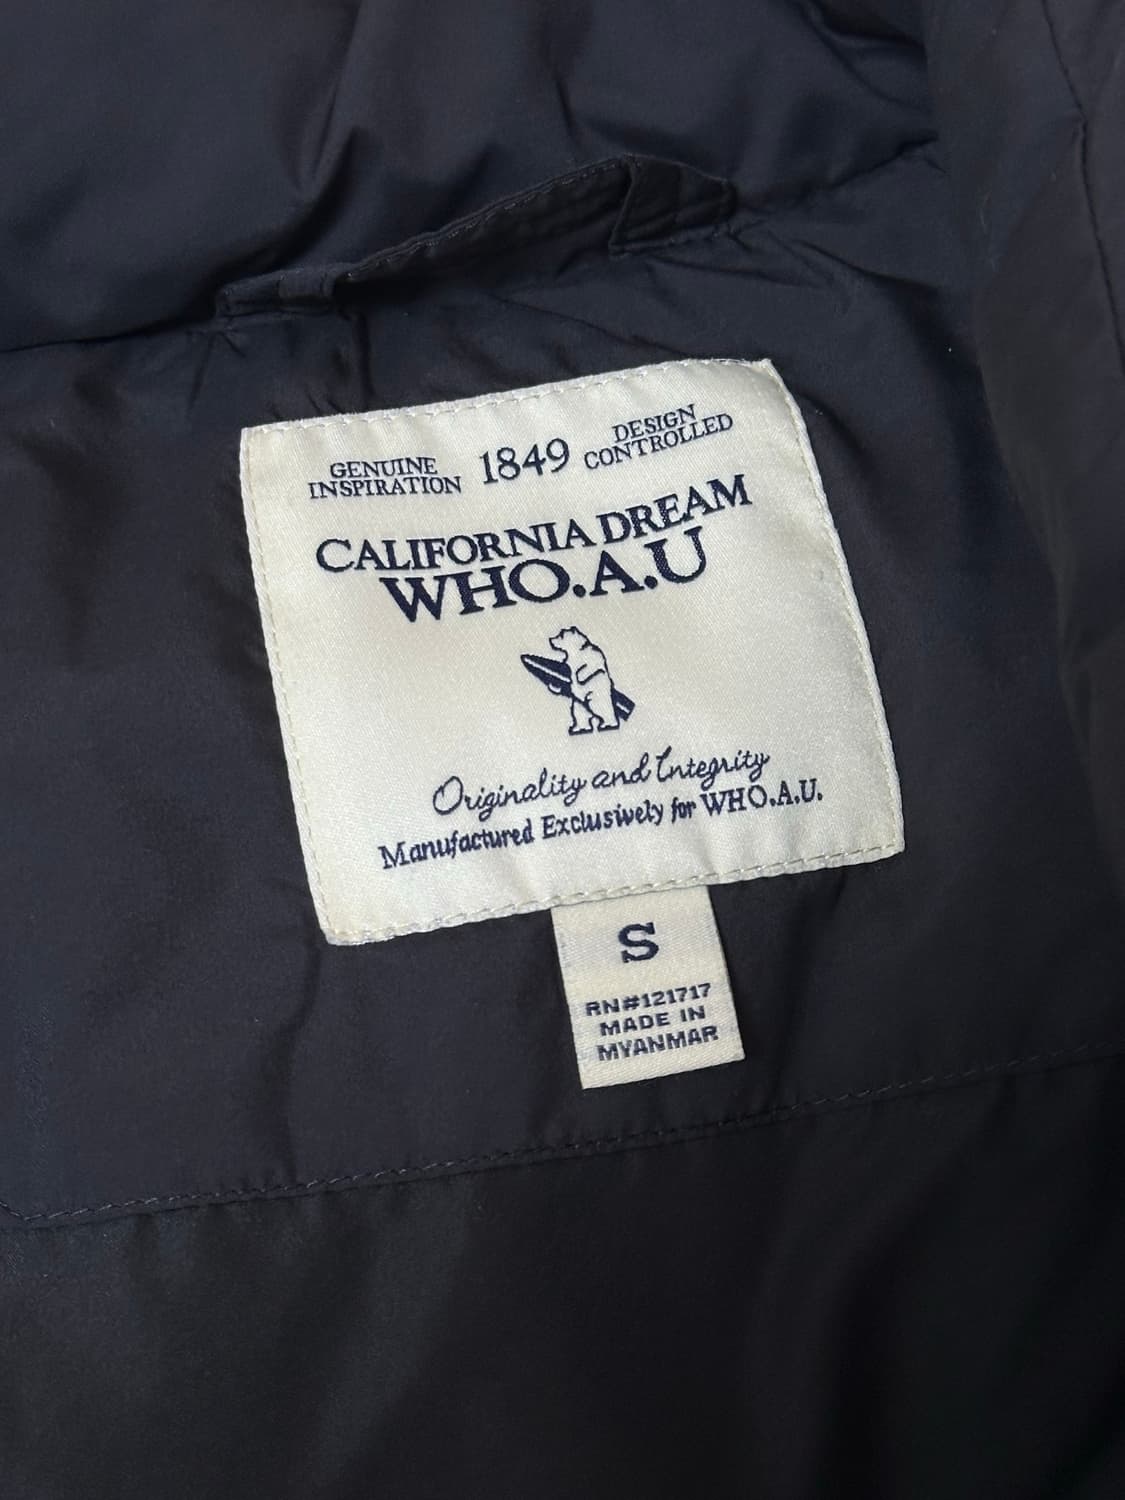 GENUINE INSPIRATION 1849 DESIGN CONTROLLED
CALIFORNIA DREAM
WHO.A.U
Originality and Integrity
Manufactured Exclusively for WHO.A.U.
S
RN#121717
MADE IN
MYANMAR